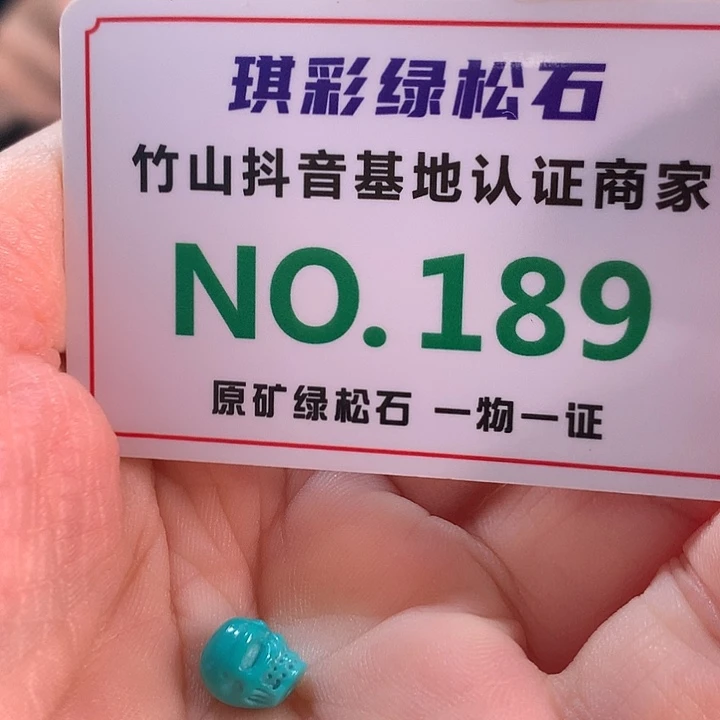 琪彩绿松石
竹山抖音基地认证商家
NO.189
原矿绿松石 一物一证